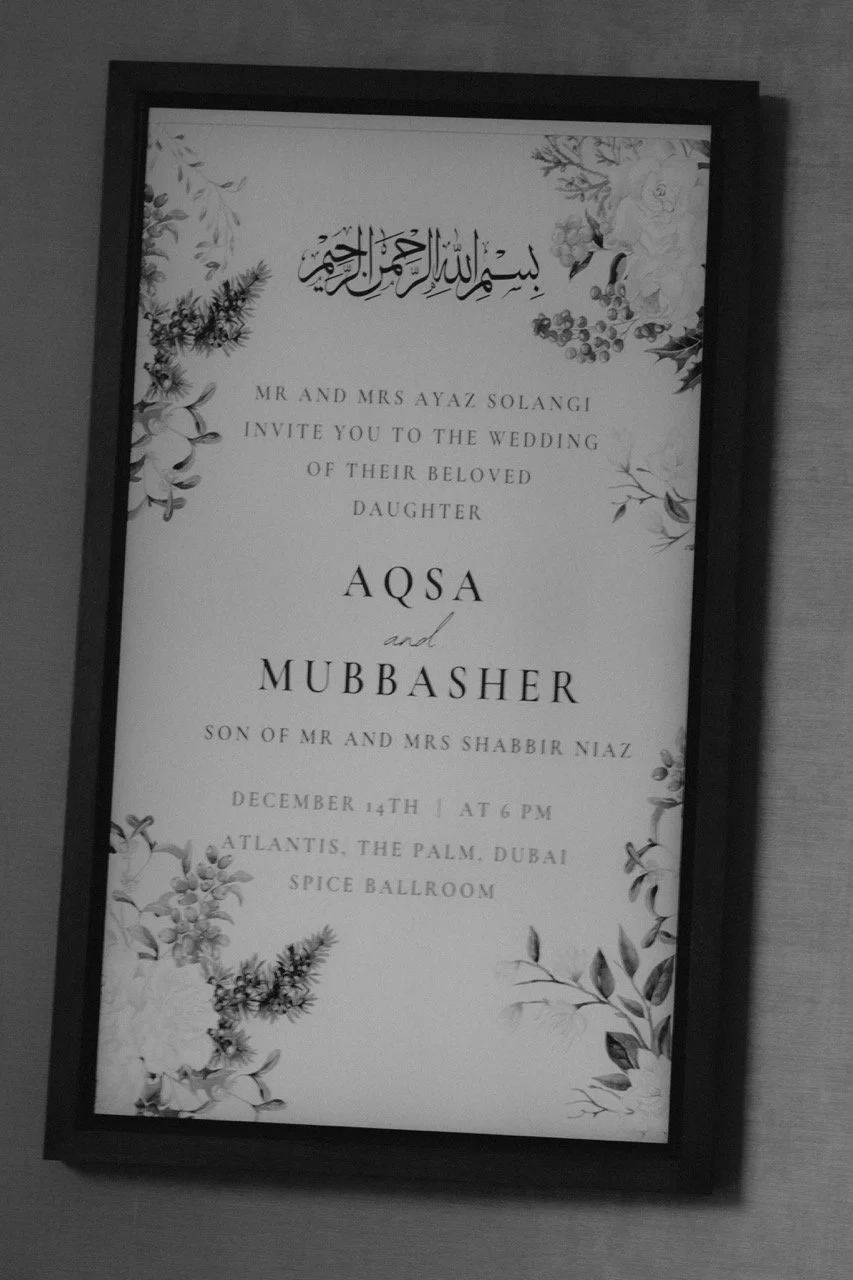 بسم الله الرحمن الرحيم
MR AND MRS AYAZ SOLANGI
INVITE YOU TO THE WEDDING
OF THEIR BELOVED
DAUGHTER
AQSA
and
MUBBASHER
SON OF MR AND MRS SHABBIR NIAZ
DECEMBER 14TH | AT 6 PM
ATLANTIS, THE PALM, DUBAI
SPICE BALLROOM